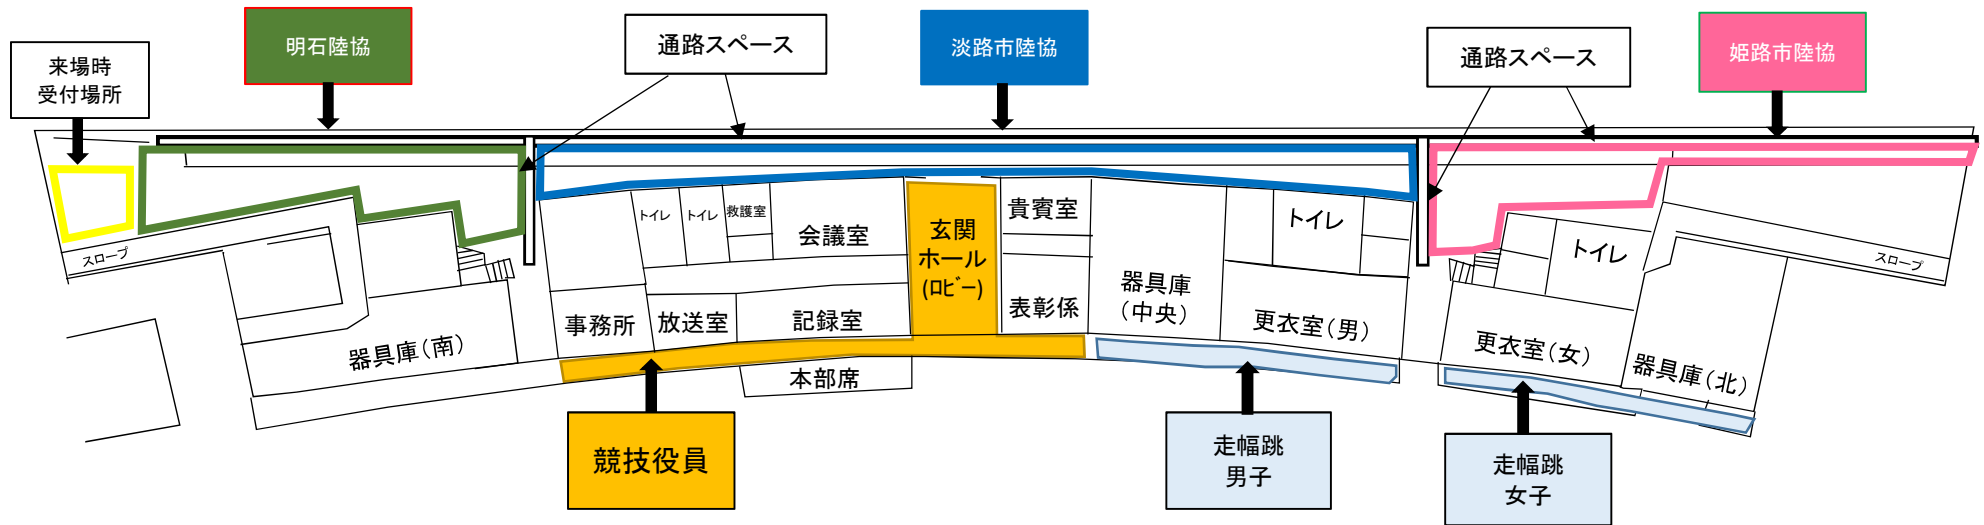 明石陸協
通路スペース
淡路市陸協
通路スペース
姫路市陸協
来場時
受付場所
スロープ
トイレ
トイレ
救護室
会議室
玄関
ホール
(ロビー)
貴賓室
トイレ
トイレ
スロープ
事務所
放送室
記録室
表彰係
器具庫
(中央)
更衣室(男)
更衣室(女)
器具庫(北)
器具庫(南)
本部席
競技役員
走幅跳
男子
走幅跳
女子